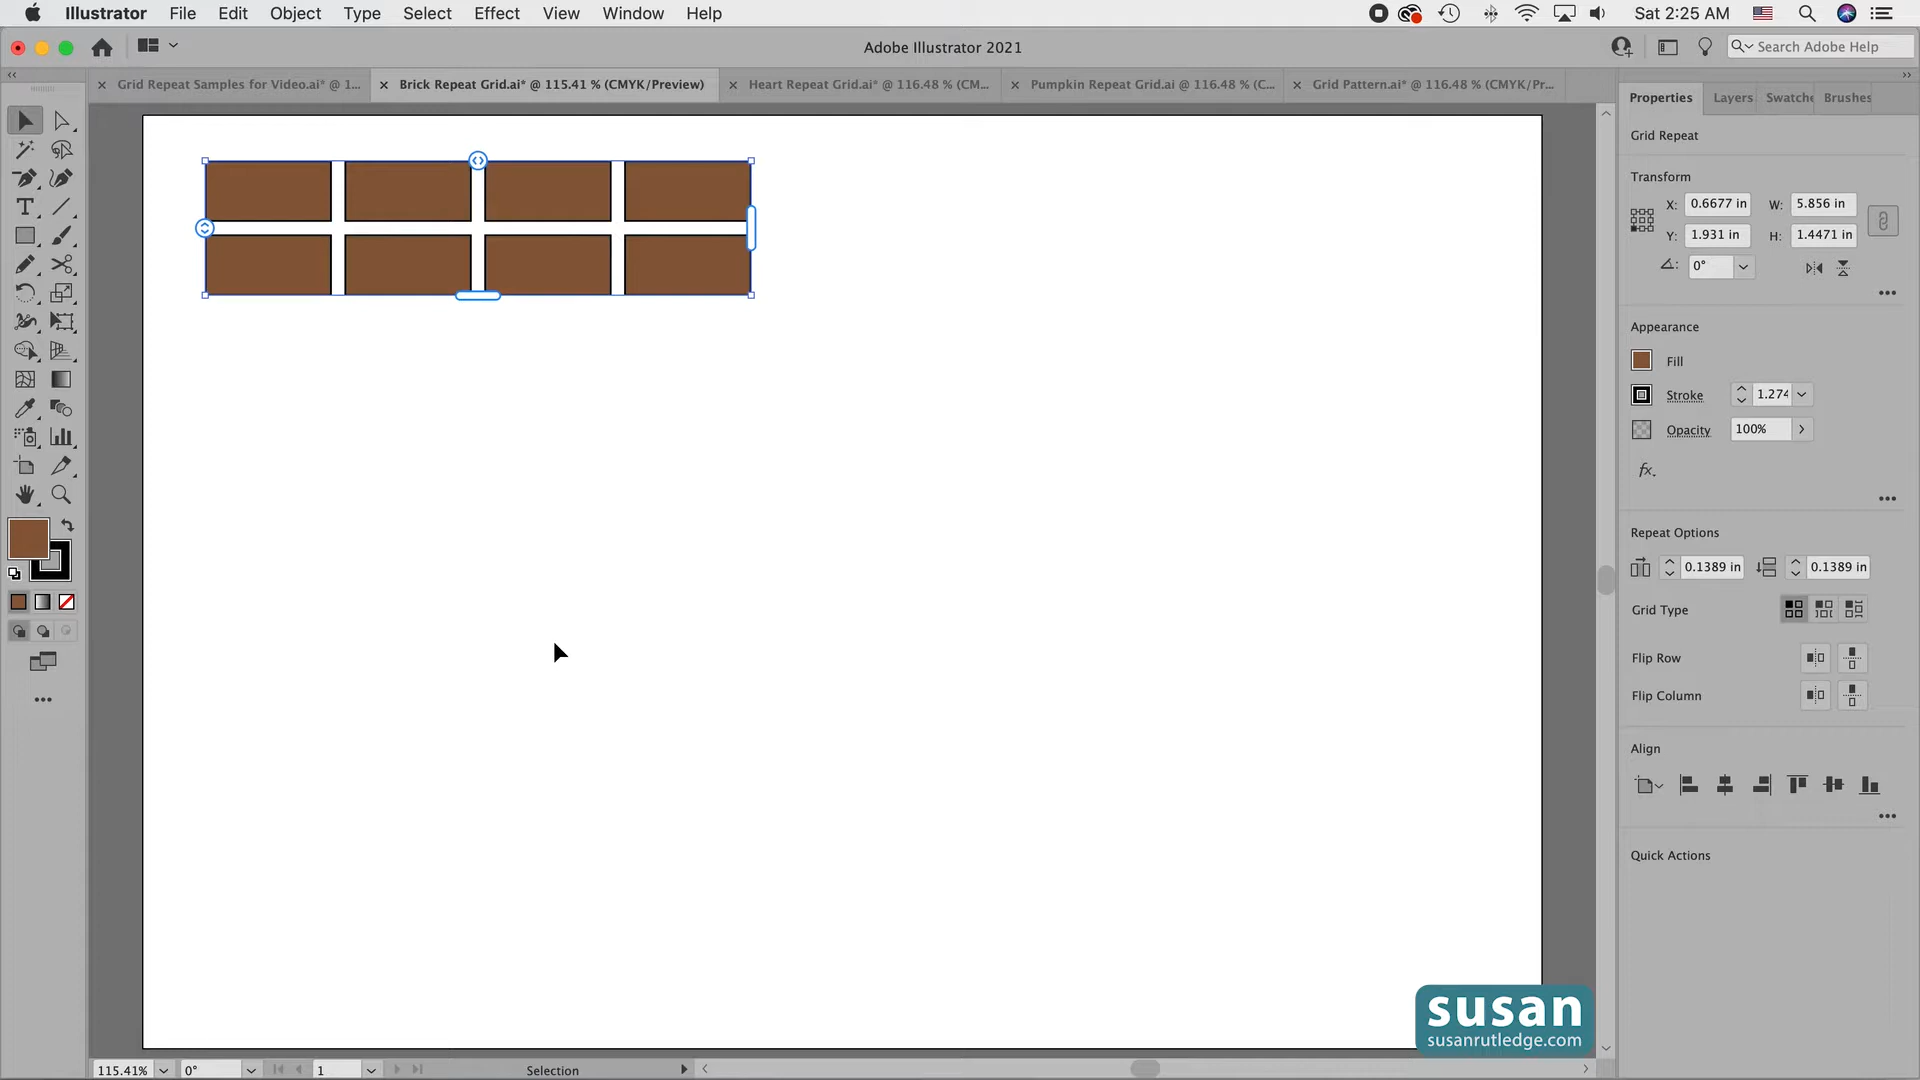 Illustrator File Edit Object Type Select Effect View Window Help
Sat 2:25 AM
Adobe Illustrator 2021
Search Adobe Help
Grid Repeat Samples for Video.ai* @ 1...
Brick Repeat Grid.ai* @ 115.41 % (CMYK/Preview)
Heart Repeat Grid.ai* @ 116.48 % (CM...
Pumpkin Repeat Grid.ai @ 116.48 % (C...
Grid Pattern.ai* @ 116.48 % (CMYK/Pr...
Properties Layers Swatche Brushes
Grid Repeat
Transform
X: 0.6677 in W: 5.856 in
Y: 1.931 in H: 1.4471 in
0°
Appearance
Fill
Stroke 1.274
Opacity 100%
fx.
Repeat Options
0.1389 in 0.1389 in
Grid Type
Flip Row
Flip Column
Align
Quick Actions
susan
susanrutledge.com
115.41% 0° 1 Selection